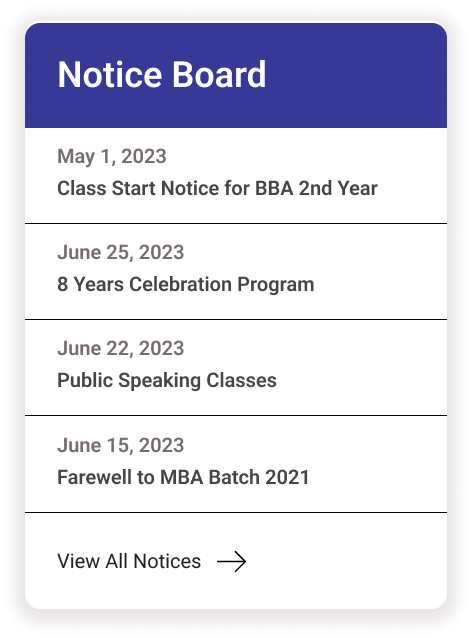 Notice Board
May 1, 2023
Class Start Notice for BBA 2nd Year
June 25, 2023
8 Years Celebration Program
June 22, 2023
Public Speaking Classes
June 15, 2023
Farewell to MBA Batch 2021
View All Notices